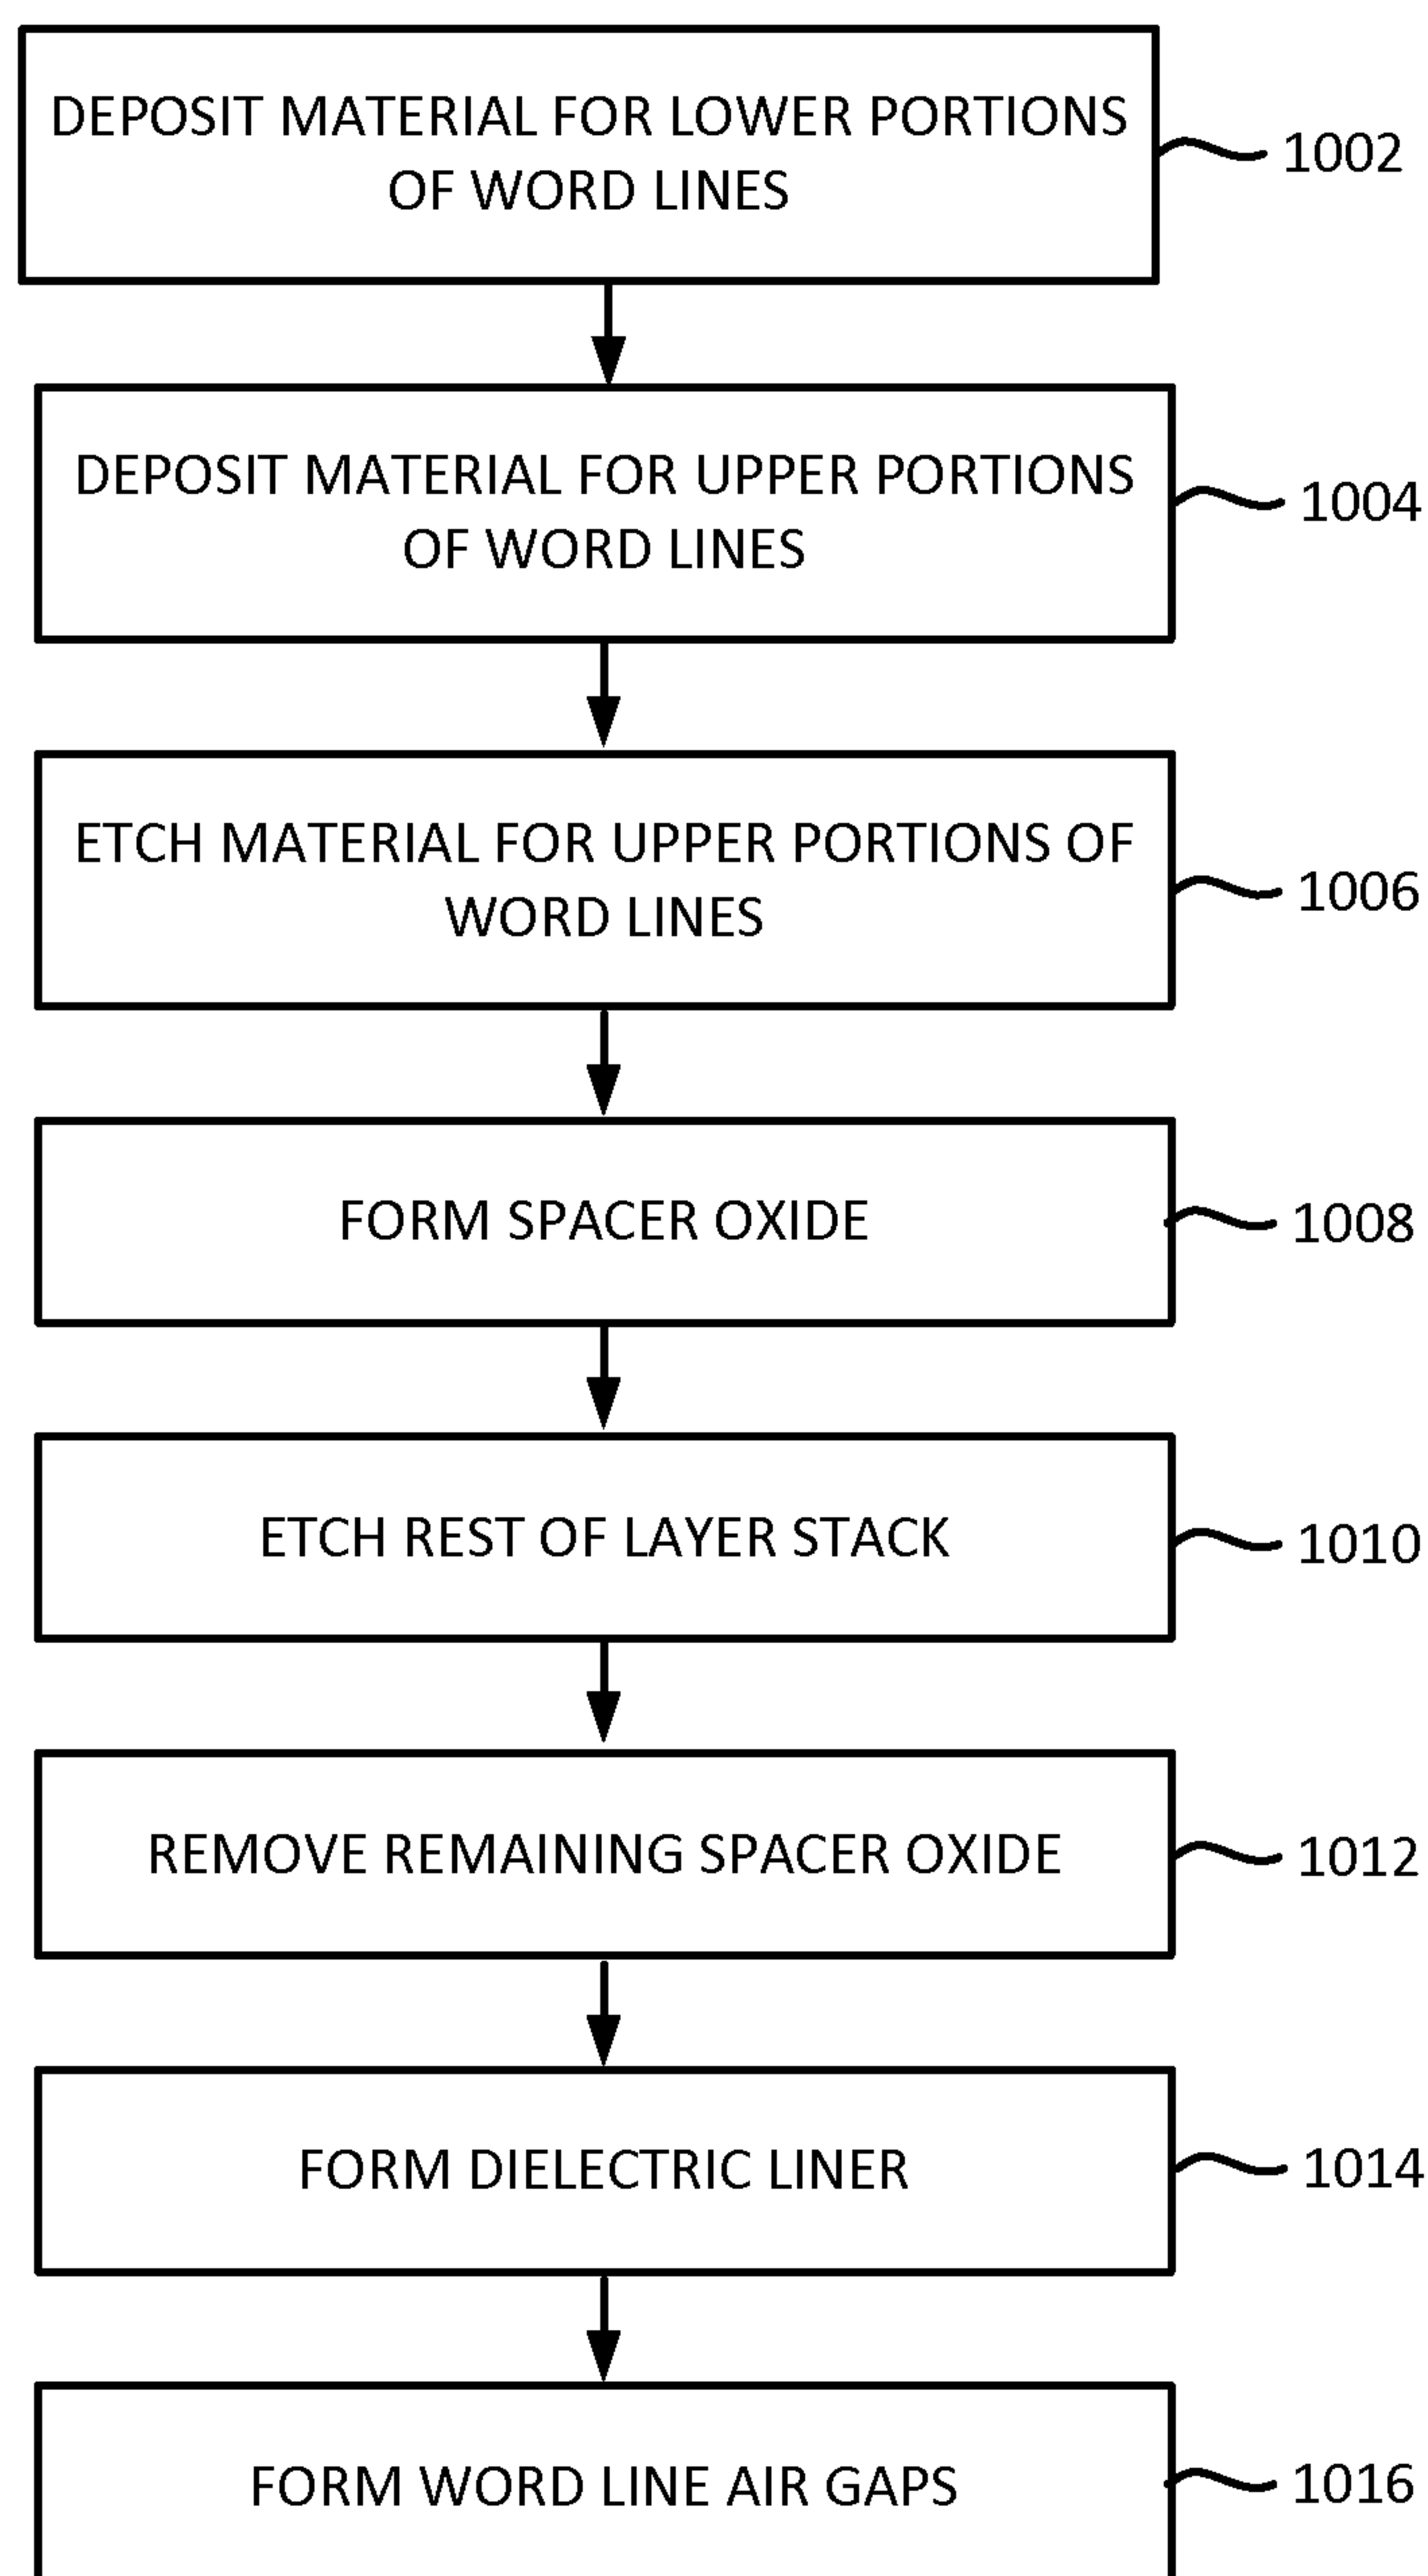 DEPOSIT MATERIAL FOR LOWER PORTIONS
OF WORD LINES
1002
DEPOSIT MATERIAL FOR UPPER PORTIONS
OF WORD LINES
1004
ETCH MATERIAL FOR UPPER PORTIONS OF
WORD LINES
1006
FORM SPACER OXIDE
1008
ETCH REST OF LAYER STACK
1010
REMOVE REMAINING SPACER OXIDE
1012
FORM DIELECTRIC LINER
1014
FORM WORD LINE AIR GAPS
1016